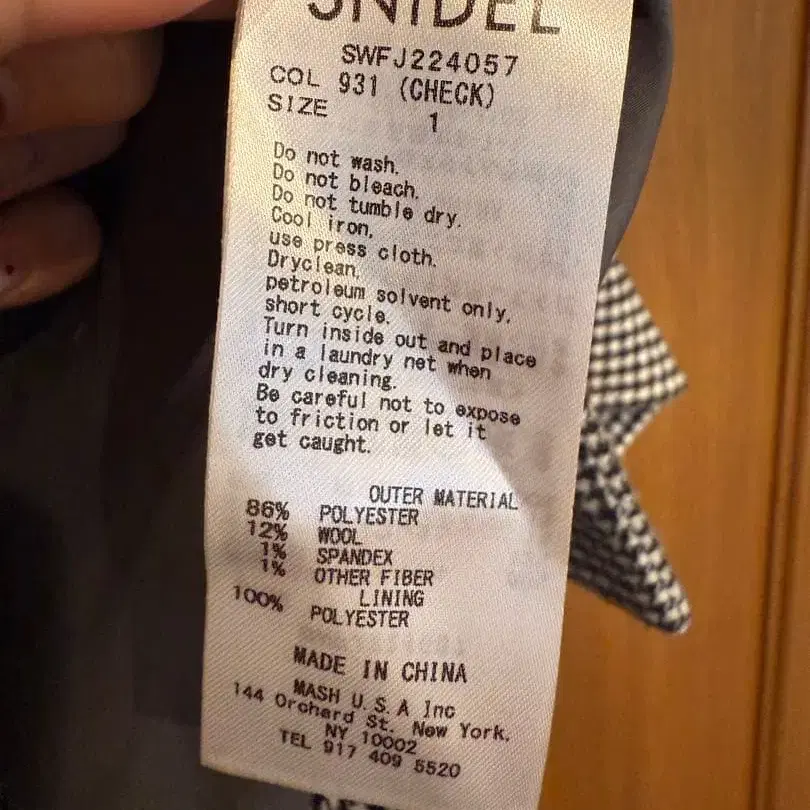 SNIDEL
SWFJ224057
COL 931 (CHECK)
SIZE 1
Do not wash.
Do not bleach.
Do not tumble dry.
Cool iron,
use press cloth.
Dryclean,
petroleum solvent only,
short cycle.
Turn inside out and place
in a laundry net when
dry cleaning.
Be careful not to expose
to friction or let it
get caught.
OUTER MATERIAL
86% POLYESTER
12% WOOL
1% SPANDEX
1% OTHER FIBER
LINING
100% POLYESTER
MADE IN CHINA
MASH U.S.A Inc
144 Orchard St. New York,
NY 10002
TEL 917 409 5520